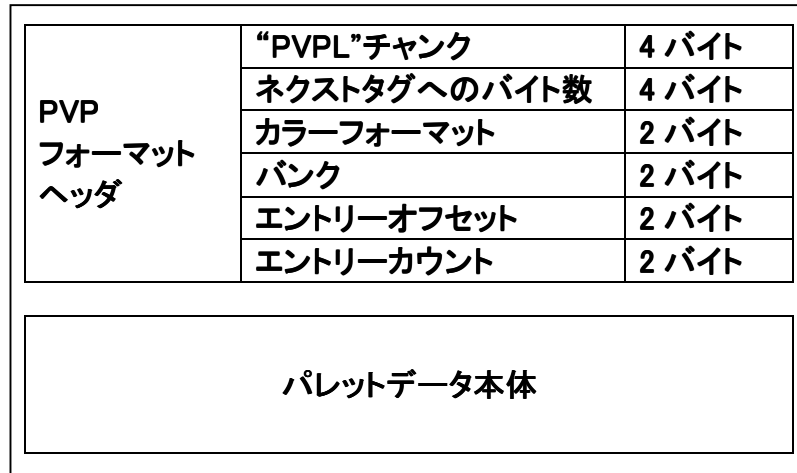 PVP
フォーマット
ヘッダ
“PVPL”チャンク 4 バイト
ネクストタグへのバイト数 4 バイト
カラーフォーマット 2 バイト
バンク 2 バイト
エントリーオフセット 2 バイト
エントリーカウント 2 バイト
パレットデータ本体